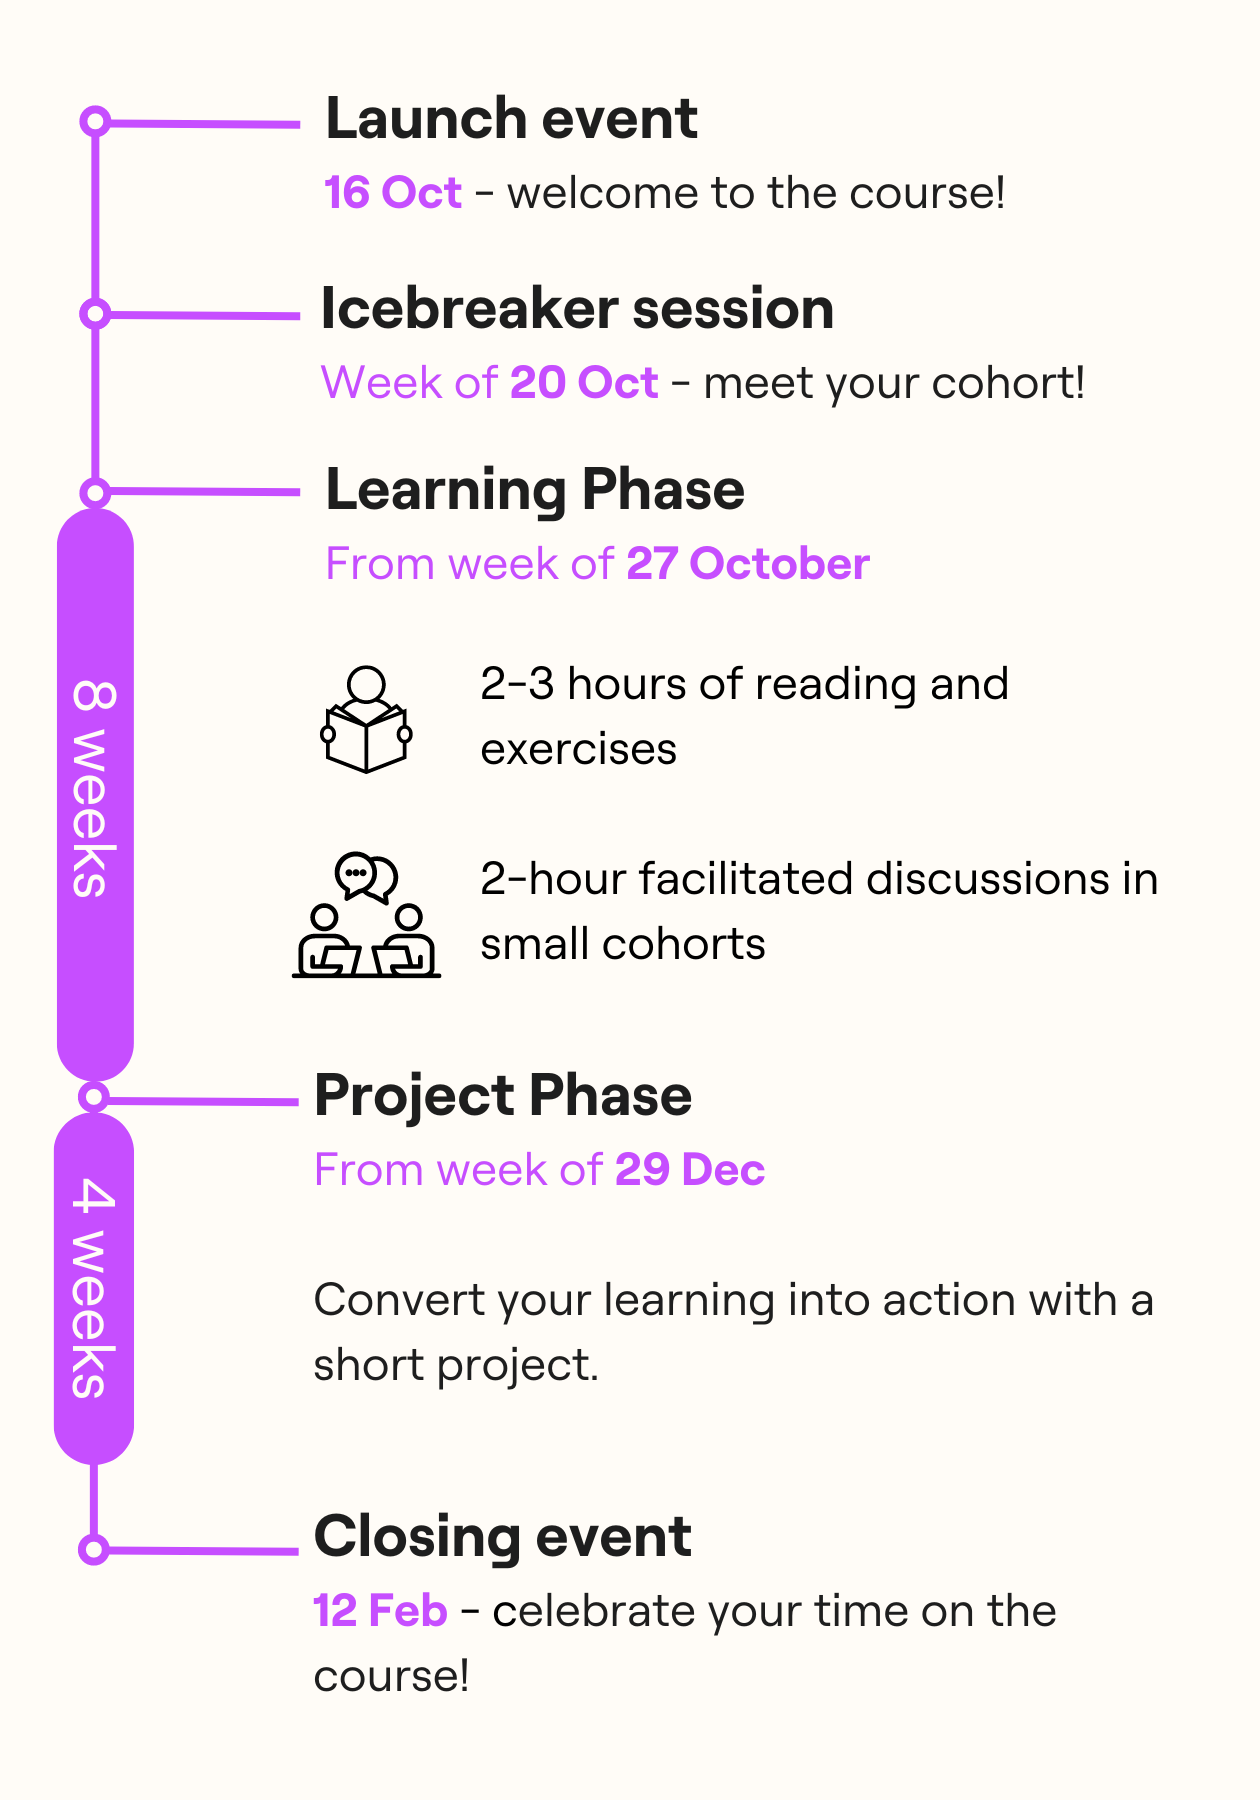 Launch event
16 Oct - welcome to the course!
Icebreaker session
Week of 20 Oct - meet your cohort!
Learning Phase
From week of 27 October
8 weeks
2-3 hours of reading and
exercises
2-hour facilitated discussions in
small cohorts
Project Phase
From week of 29 Dec
4 weeks
Convert your learning into action with a
short project.
Closing event
12 Feb - celebrate your time on the
course!